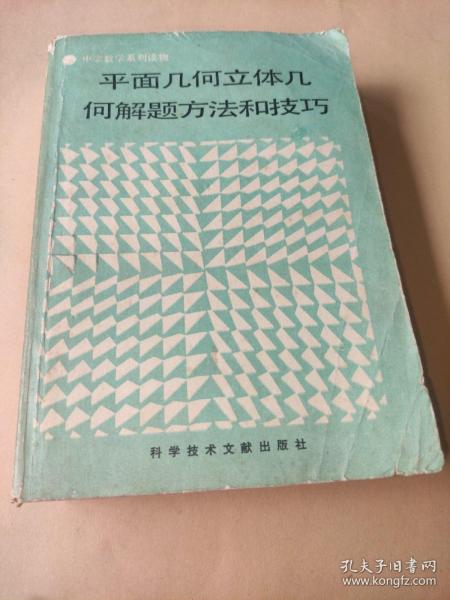 中学数学系列读物
平面几何立体几
何解题方法和技巧
科学技术文献出版社
孔夫子旧书网
www.kongfz.com